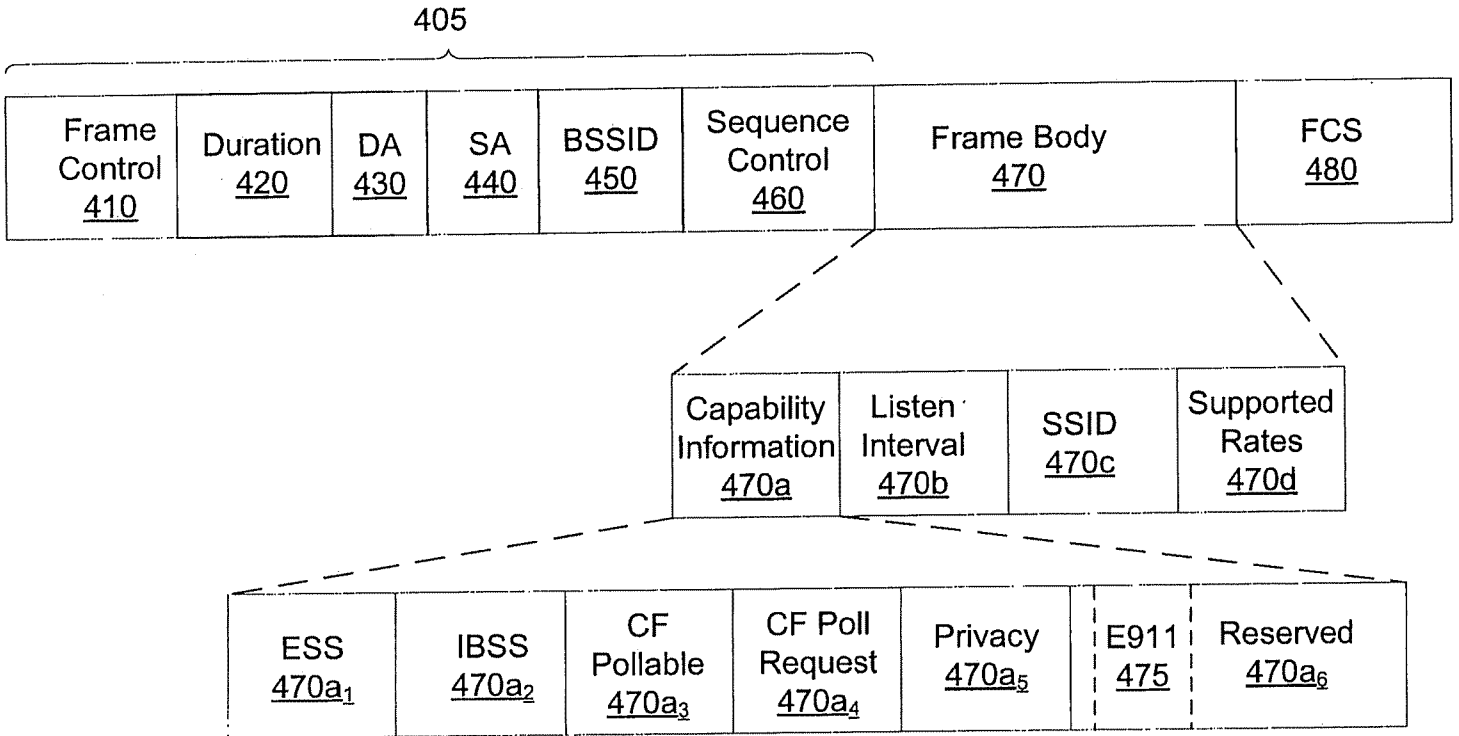 405
Frame Control 410
Duration 420
DA 430
SA 440
BSSID 450
Sequence Control 460
Frame Body 470
FCS 480
Capability Information 470a
Listen Interval 470b
SSID 470c
Supported Rates 470d
ESS 470a1
IBSS 470a2
CF Pollable 470a3
CF Poll Request 470a4
Privacy 470a5
E911 475
Reserved 470a6